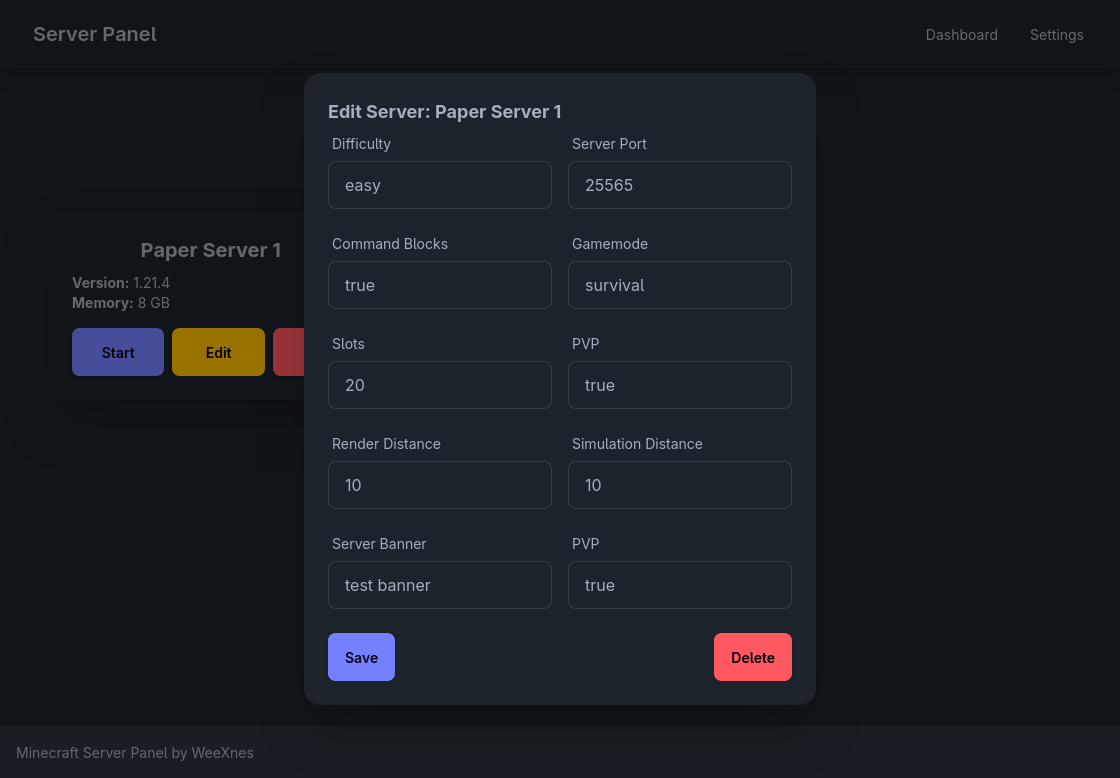 Server Panel
Dashboard Settings
Edit Server: Paper Server 1
Difficulty Server Port
easy 25565
Command Blocks Gamemode
true survival
Slots PVP
20 true
Render Distance Simulation Distance
10 10
Server Banner PVP
test banner true
Save Delete
Paper Server 1
Version: 1.21.4
Memory: 8 GB
Start Edit
Minecraft Server Panel by WeeXnes